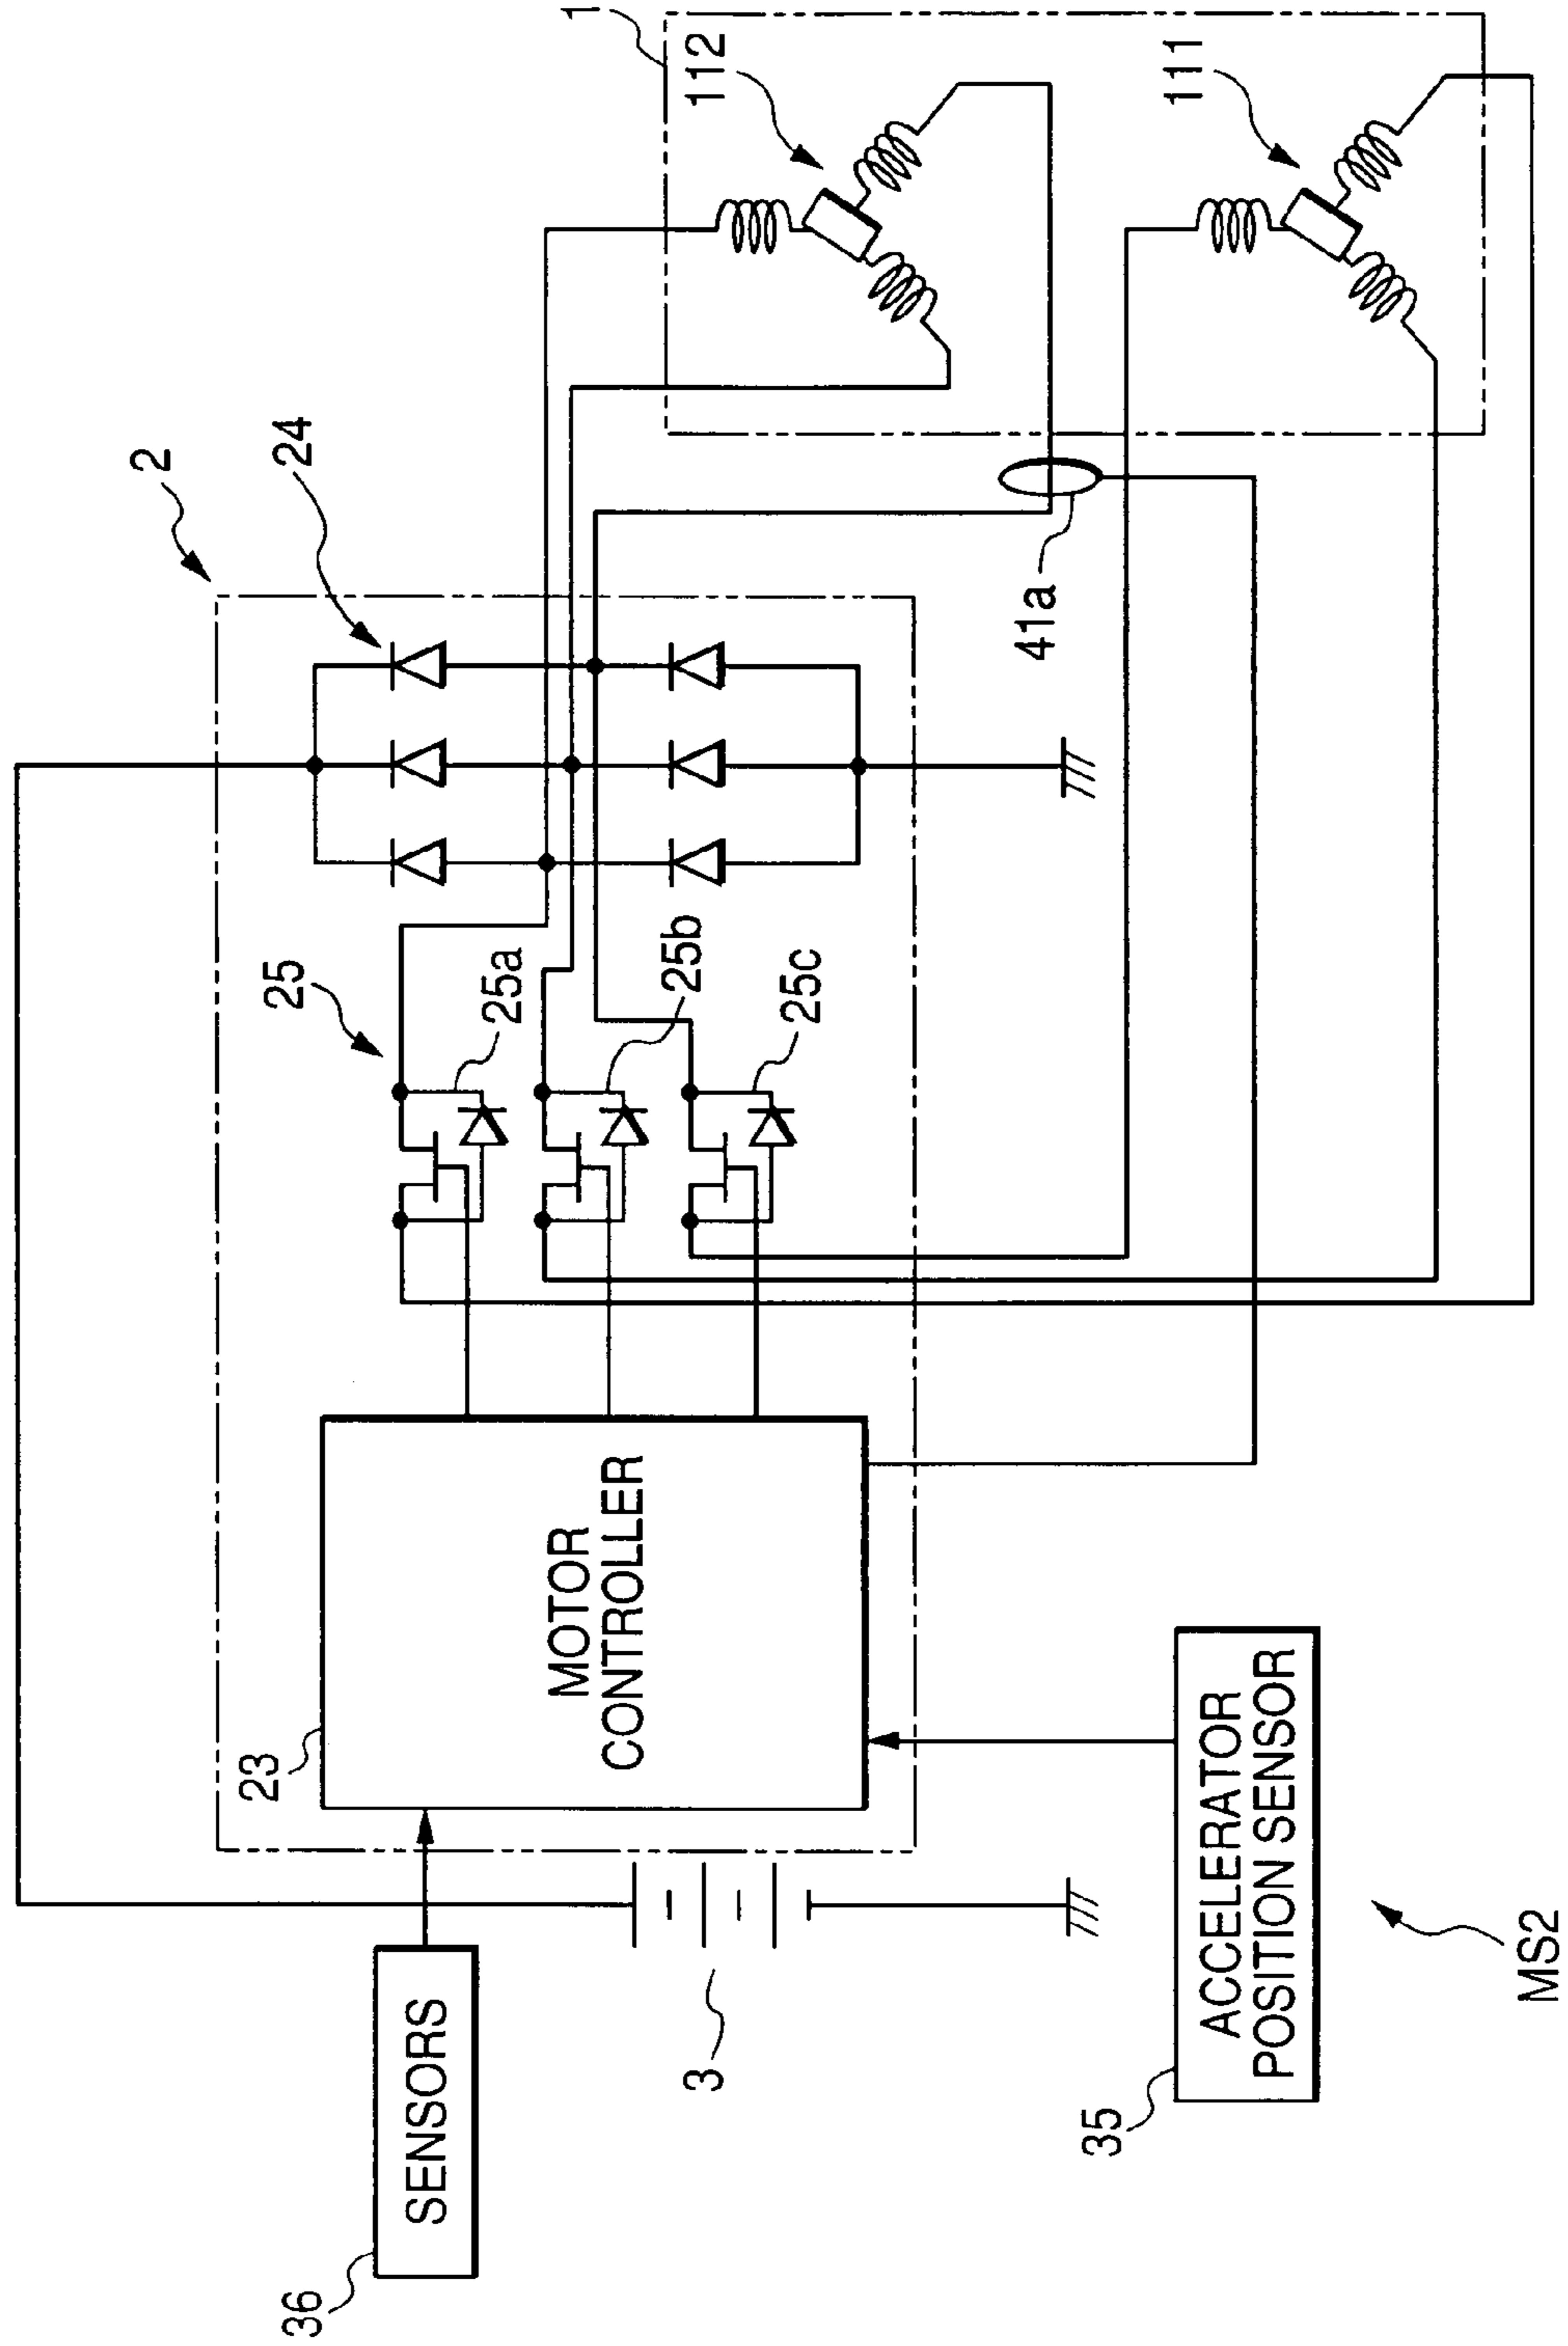 MS2
36
SENSORS
35
ACCELERATOR
POSITION SENSOR
3
23
MOTOR
CONTROLLER
2
25
25a
25b
25c
24
41a
1
112
111